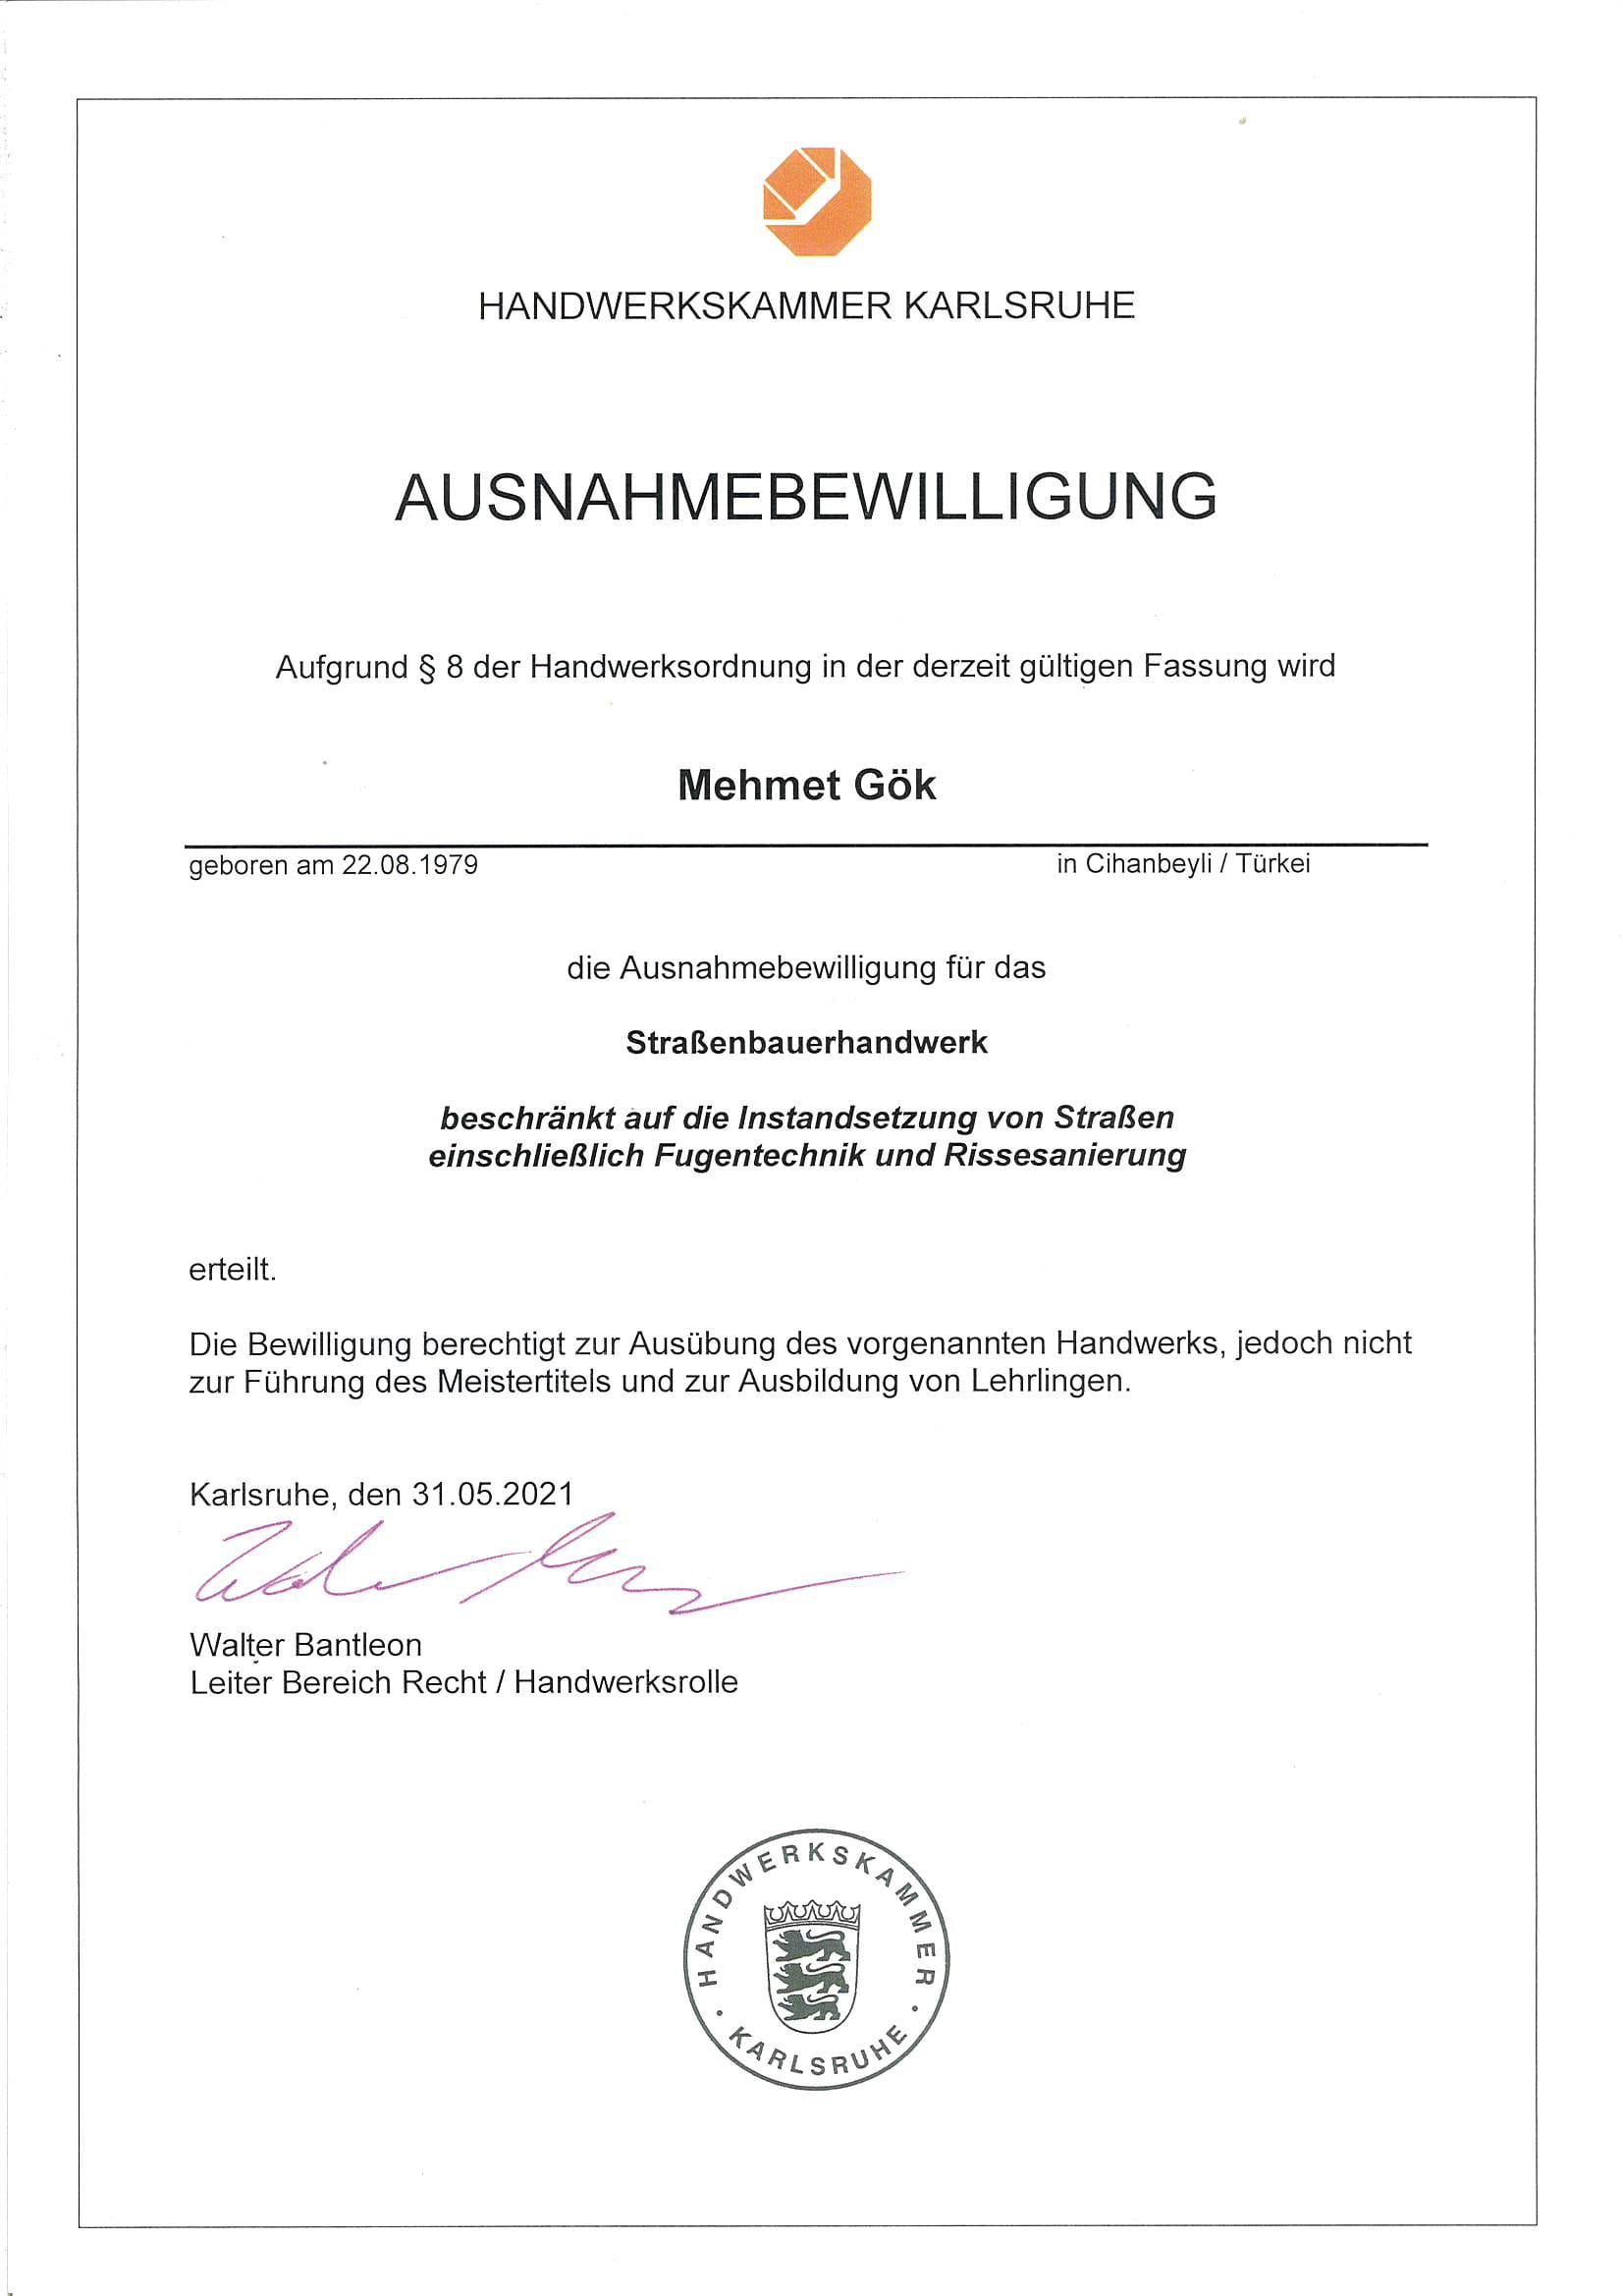 HANDWERKSKAMMER KARLSRUHE
AUSNAHMEBEWILLIGUNG
Aufgrund § 8 der Handwerksordnung in der derzeit gültigen Fassung wird
Mehmet Gök
geboren am 22.08.1979 in Cihanbeyli / Türkei
die Ausnahmebewilligung für das
Straßenbauerhandwerk
beschränkt auf die Instandsetzung von Straßen
einschließlich Fugentechnik und Rissesanierung
erteilt.
Die Bewilligung berechtigt zur Ausübung des vorgenannten Handwerks, jedoch nicht
zur Führung des Meistertitels und zur Ausbildung von Lehrlingen.
Karlsruhe, den 31.05.2021
Walter Bantleon
Leiter Bereich Recht / Handwerksrolle
HANDWERKSKAMMER
KARLSRUHE